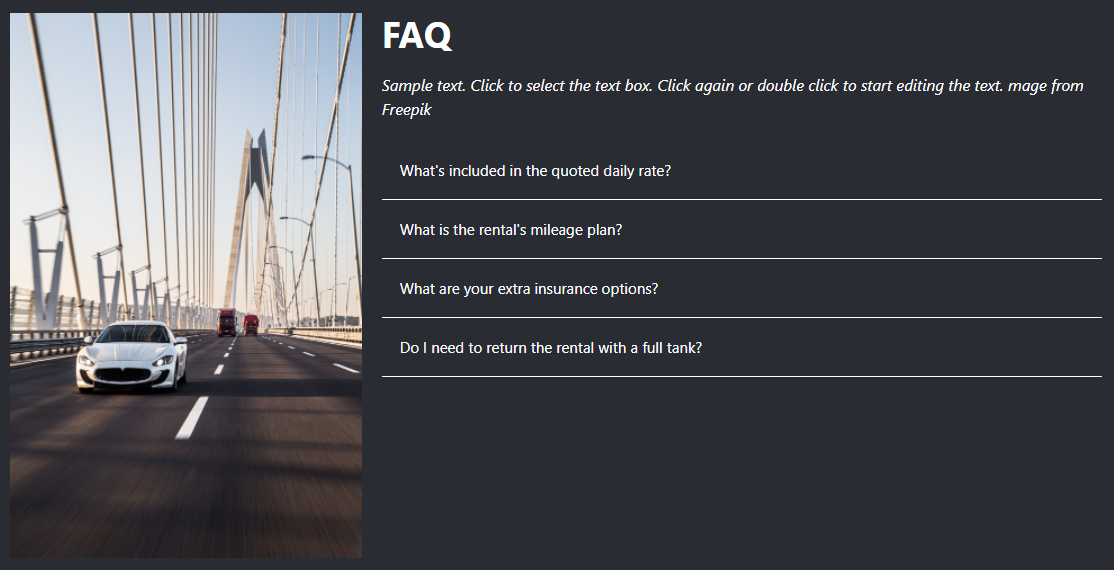 FAQ
Sample text. Click to select the text box. Click again or double click to start editing the text. mage from
Freepik
What's included in the quoted daily rate?
What is the rental's mileage plan?
What are your extra insurance options?
Do I need to return the rental with a full tank?